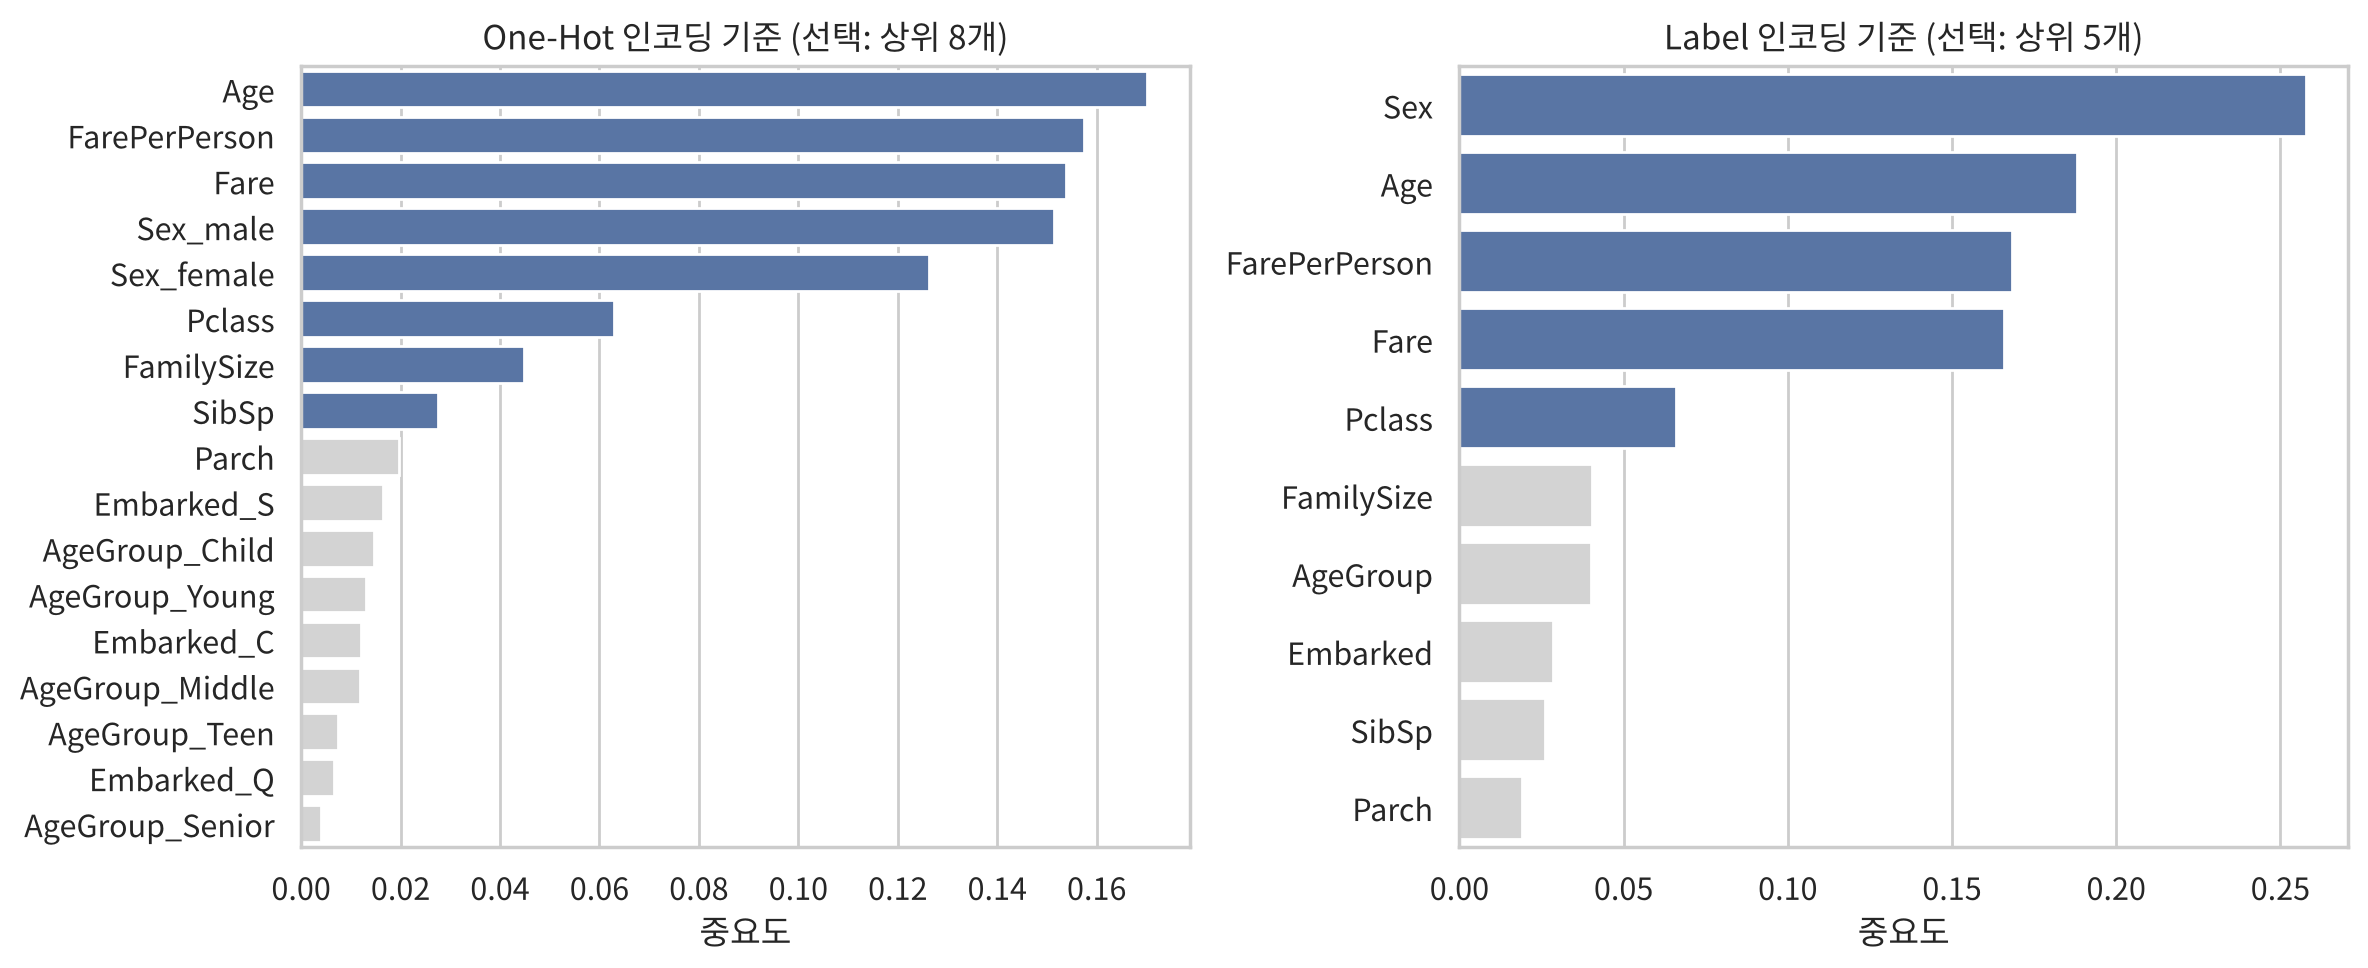 One-Hot 인코딩 기준 (선택: 상위 8개)
Age
FarePerPerson
Fare
Sex_male
Sex_female
Pclass
FamilySize
SibSp
Parch
Embarked_S
AgeGroup_Child
AgeGroup_Young
Embarked_C
AgeGroup_Middle
AgeGroup_Teen
Embarked_Q
AgeGroup_Senior
0.00 0.02 0.04 0.06 0.08 0.10 0.12 0.14 0.16
중요도
Label 인코딩 기준 (선택: 상위 5개)
Sex
Age
FarePerPerson
Fare
Pclass
FamilySize
AgeGroup
Embarked
SibSp
Parch
0.00 0.05 0.10 0.15 0.20 0.25
중요도